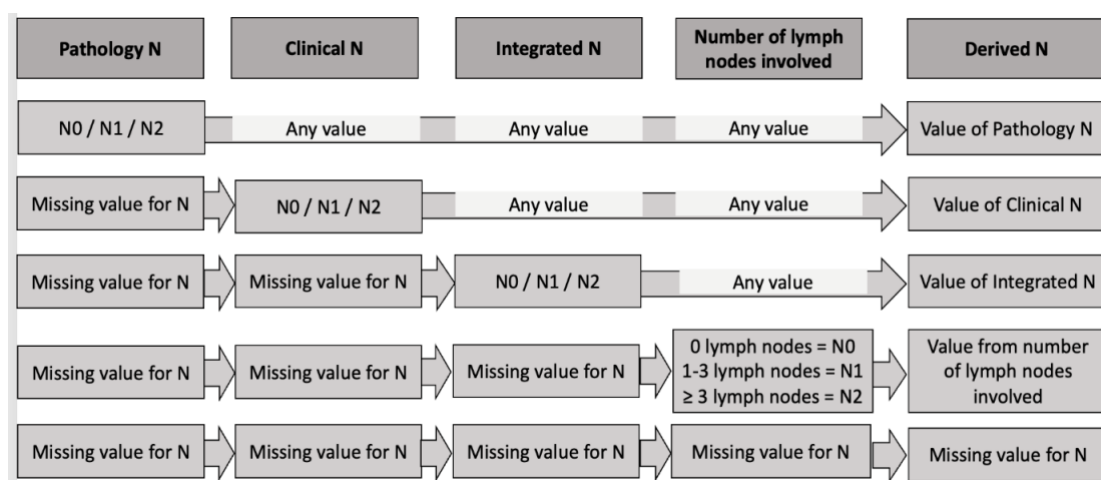 Pathology N
Clinical N
Integrated N
Number of lymph
nodes involved
Derived N
N0 / N1 / N2
Any value
Any value
Any value
Value of Pathology N
Missing value for N
N0 / N1 / N2
Any value
Any value
Value of Clinical N
Missing value for N
Missing value for N
N0 / N1 / N2
Any value
Value of Integrated N
Missing value for N
Missing value for N
Missing value for N
0 lymph nodes = N0
1-3 lymph nodes = N1
≥ 3 lymph nodes = N2
Value from number
of lymph nodes
involved
Missing value for N
Missing value for N
Missing value for N
Missing value for N
Missing value for N